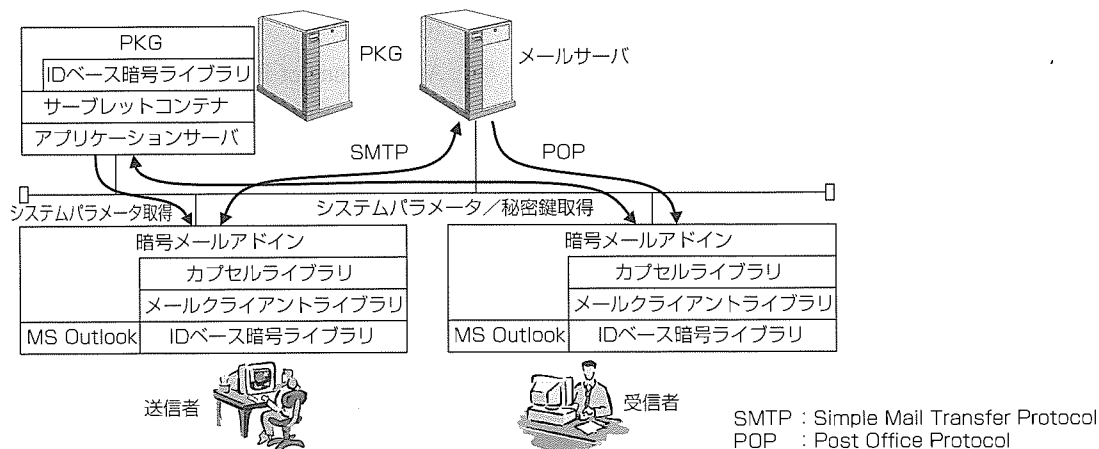 PKG
IDベース暗号ライブラリ
サーブレットコンテナ
アプリケーションサーバ
PKG
メールサーバ
SMTP
POP
システムパラメータ取得
システムパラメータ／秘密鍵取得
暗号メールアドイン
カプセルライブラリ
メールクライアントライブラリ
MS Outlook
IDベース暗号ライブラリ
暗号メールアドイン
カプセルライブラリ
メールクライアントライブラリ
MS Outlook
IDベース暗号ライブラリ
送信者
受信者
SMTP：Simple Mail Transfer Protocol
POP ：Post Office Protocol